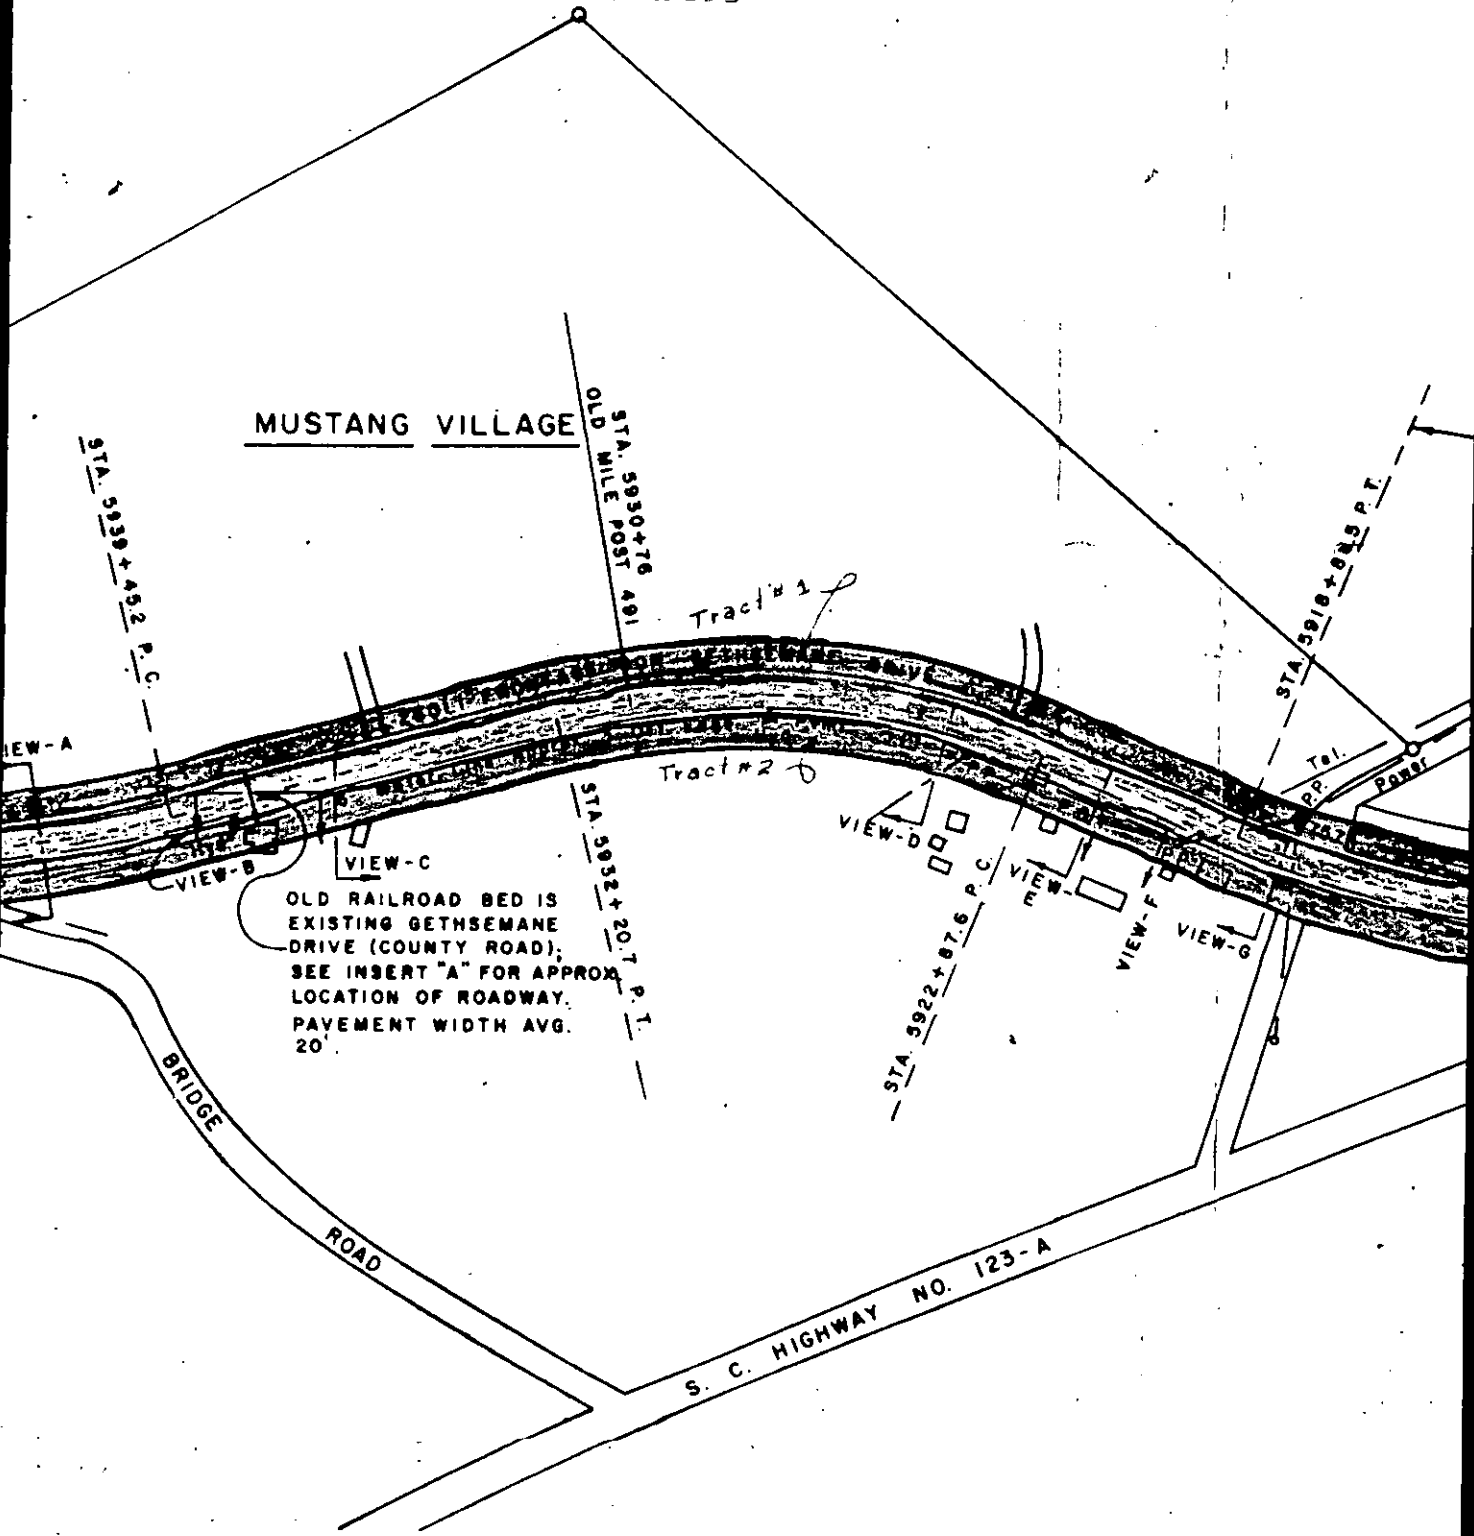 MUSTANG VILLAGE
STA. 5939+45.2 P.C.
STA. 5930+76
OLD MILE POST 491
STA. 5918+ P.T.
Tract #1
Tract #2
Tel.
P.P.
Power
VIEW-A
VIEW-B
VIEW-C
VIEW-D
VIEW-
E
VIEW-F
VIEW-G
OLD RAILROAD BED IS
EXISTING GETHSEMANE
DRIVE (COUNTY ROAD);
SEE INSERT "A" FOR APPROX
LOCATION OF ROADWAY.
PAVEMENT WIDTH AVG.
20'.
STA. 5932+20.7 P.T.
STA. 5922+87.6 P.C.
BRIDGE
ROAD
S. C. HIGHWAY NO. 123-A